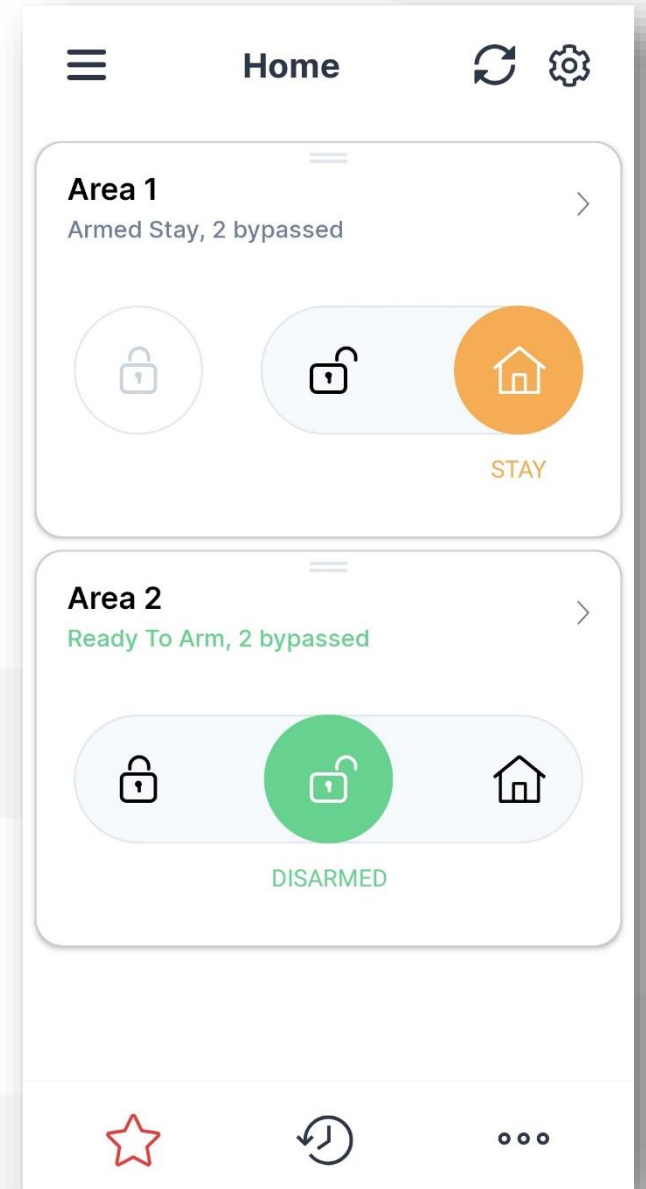 Home
Area 1
Armed Stay, 2 bypassed
STAY
Area 2
Ready To Arm, 2 bypassed
DISARMED